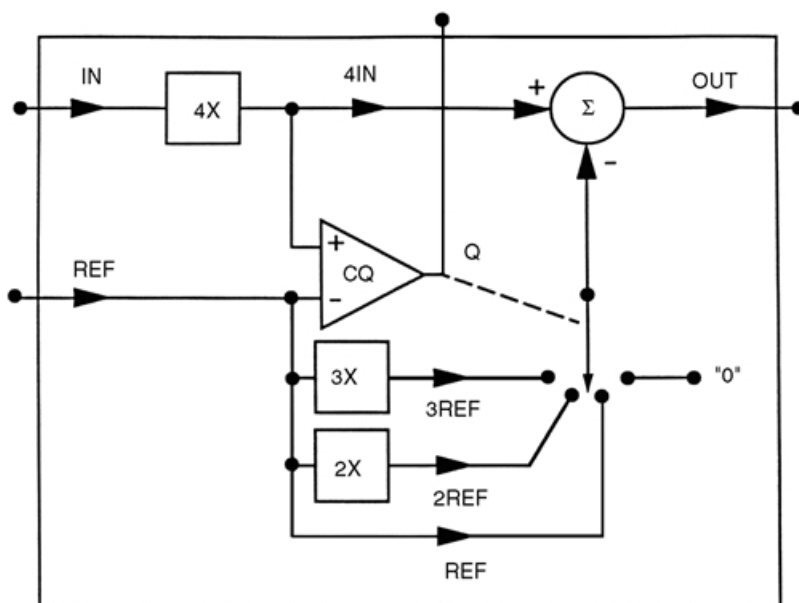 IN
4X
4IN
+
Σ
OUT
-
+
CQ
-
Q
REF
3X
3REF
"0"
2X
2REF
REF